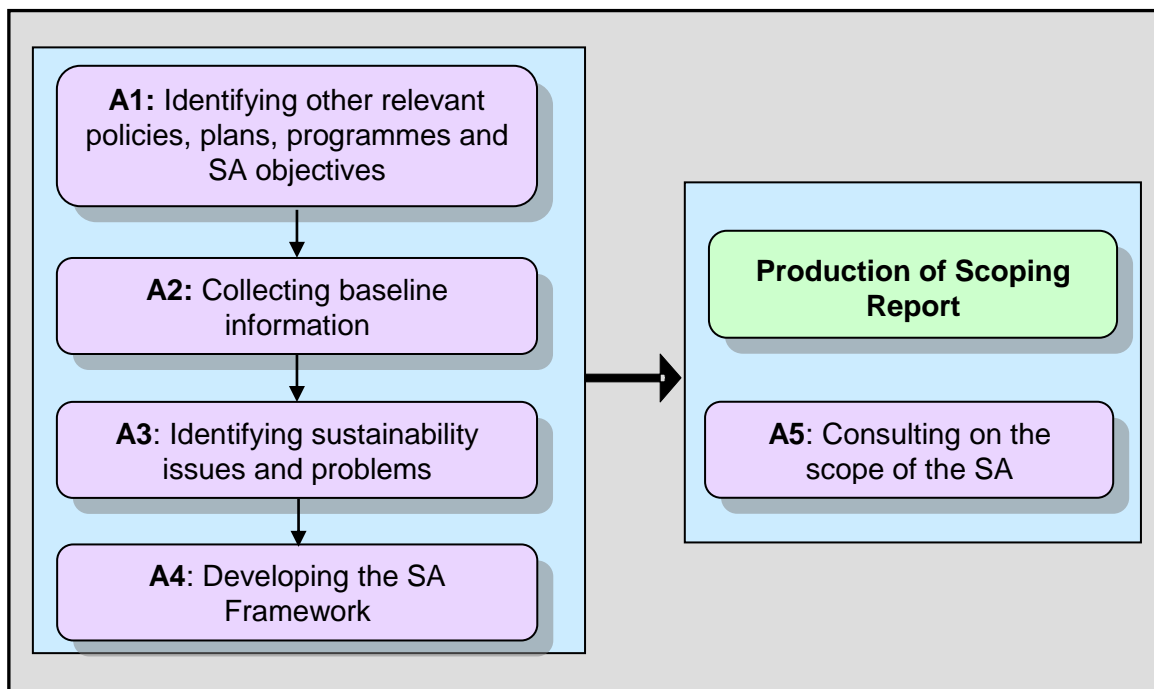 A1: Identifying other relevant
policies, plans, programmes and
SA objectives
A2: Collecting baseline
information
A3: Identifying sustainability
issues and problems
A4: Developing the SA
Framework
Production of Scoping
Report
A5: Consulting on the
scope of the SA